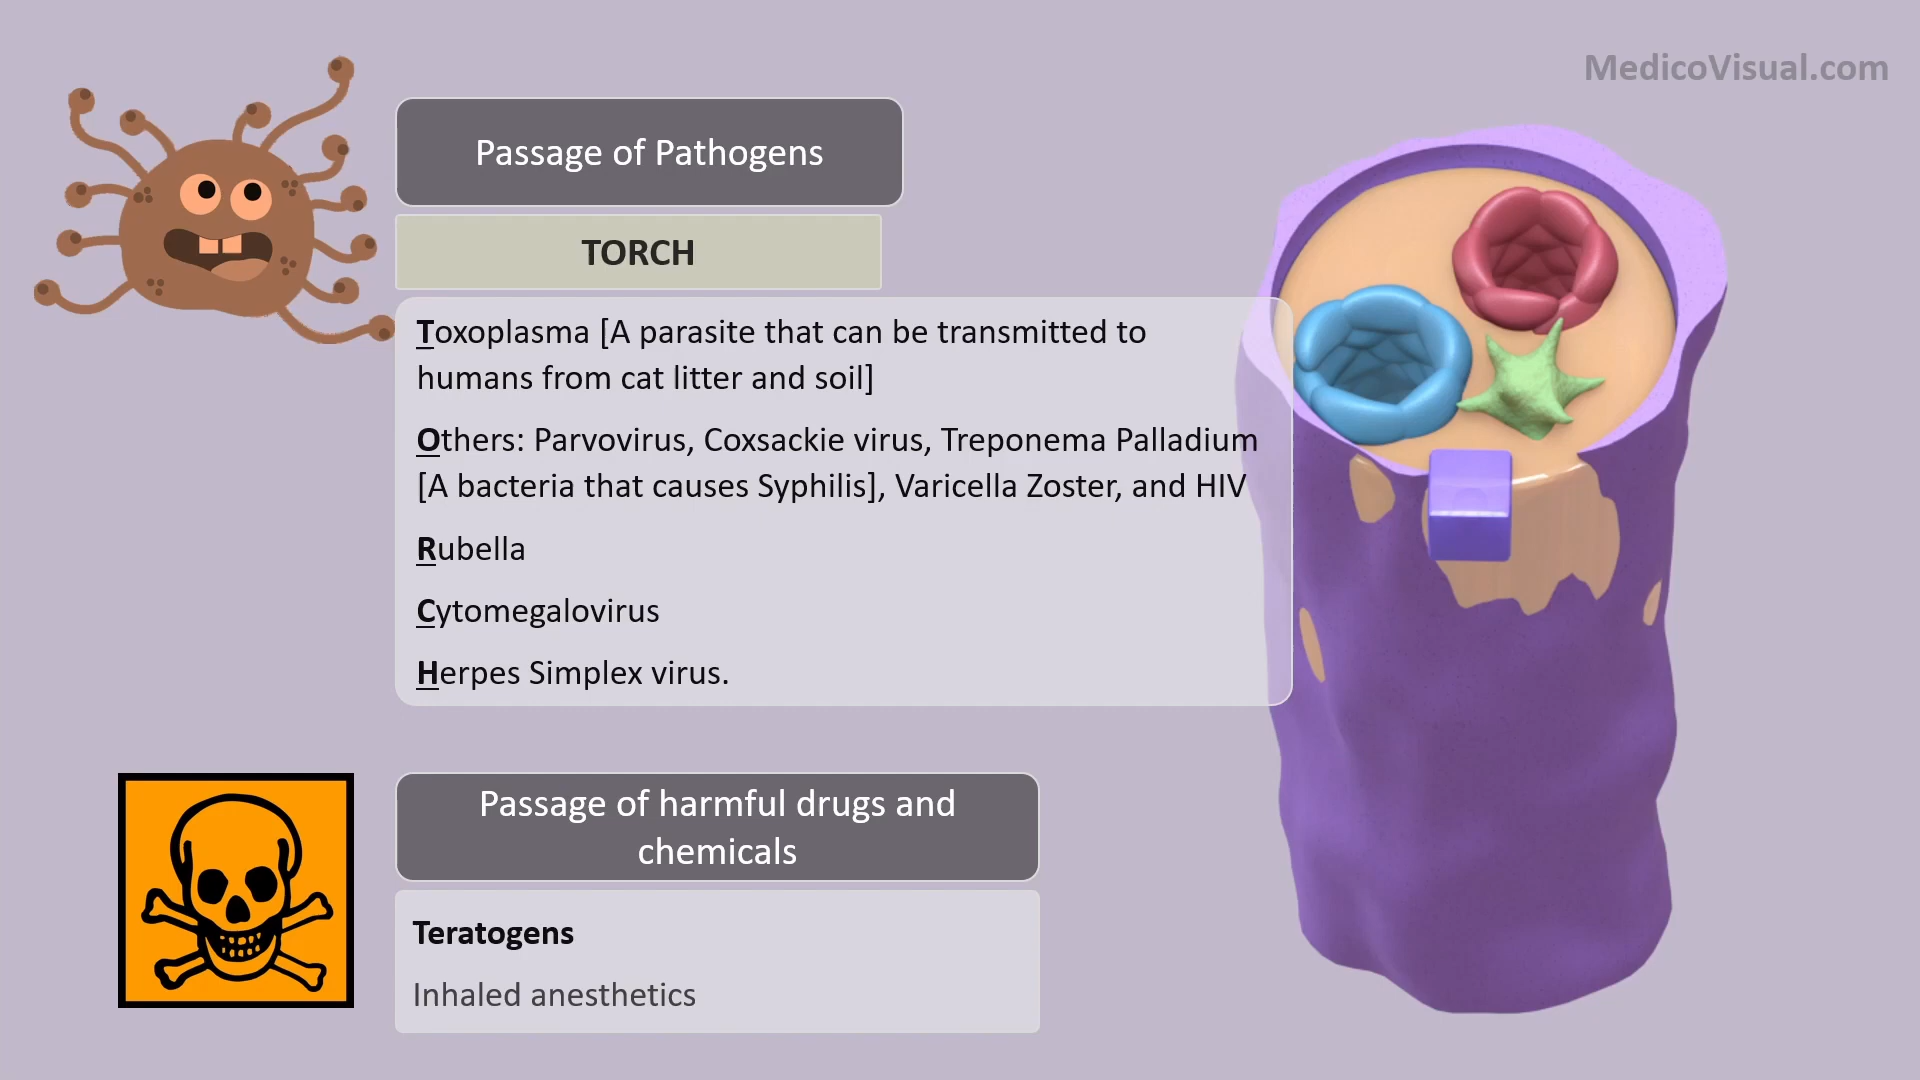 MedicoVisual.com
Passage of Pathogens
TORCH
Toxoplasma [A parasite that can be transmitted to
humans from cat litter and soil]
Others: Parvovirus, Coxsackie virus, Treponema Palladium
[A bacteria that causes Syphilis], Varicella Zoster, and HIV
Rubella
Cytomegalovirus
Herpes Simplex virus.
Passage of harmful drugs and
chemicals
Teratogens
Inhaled anesthetics